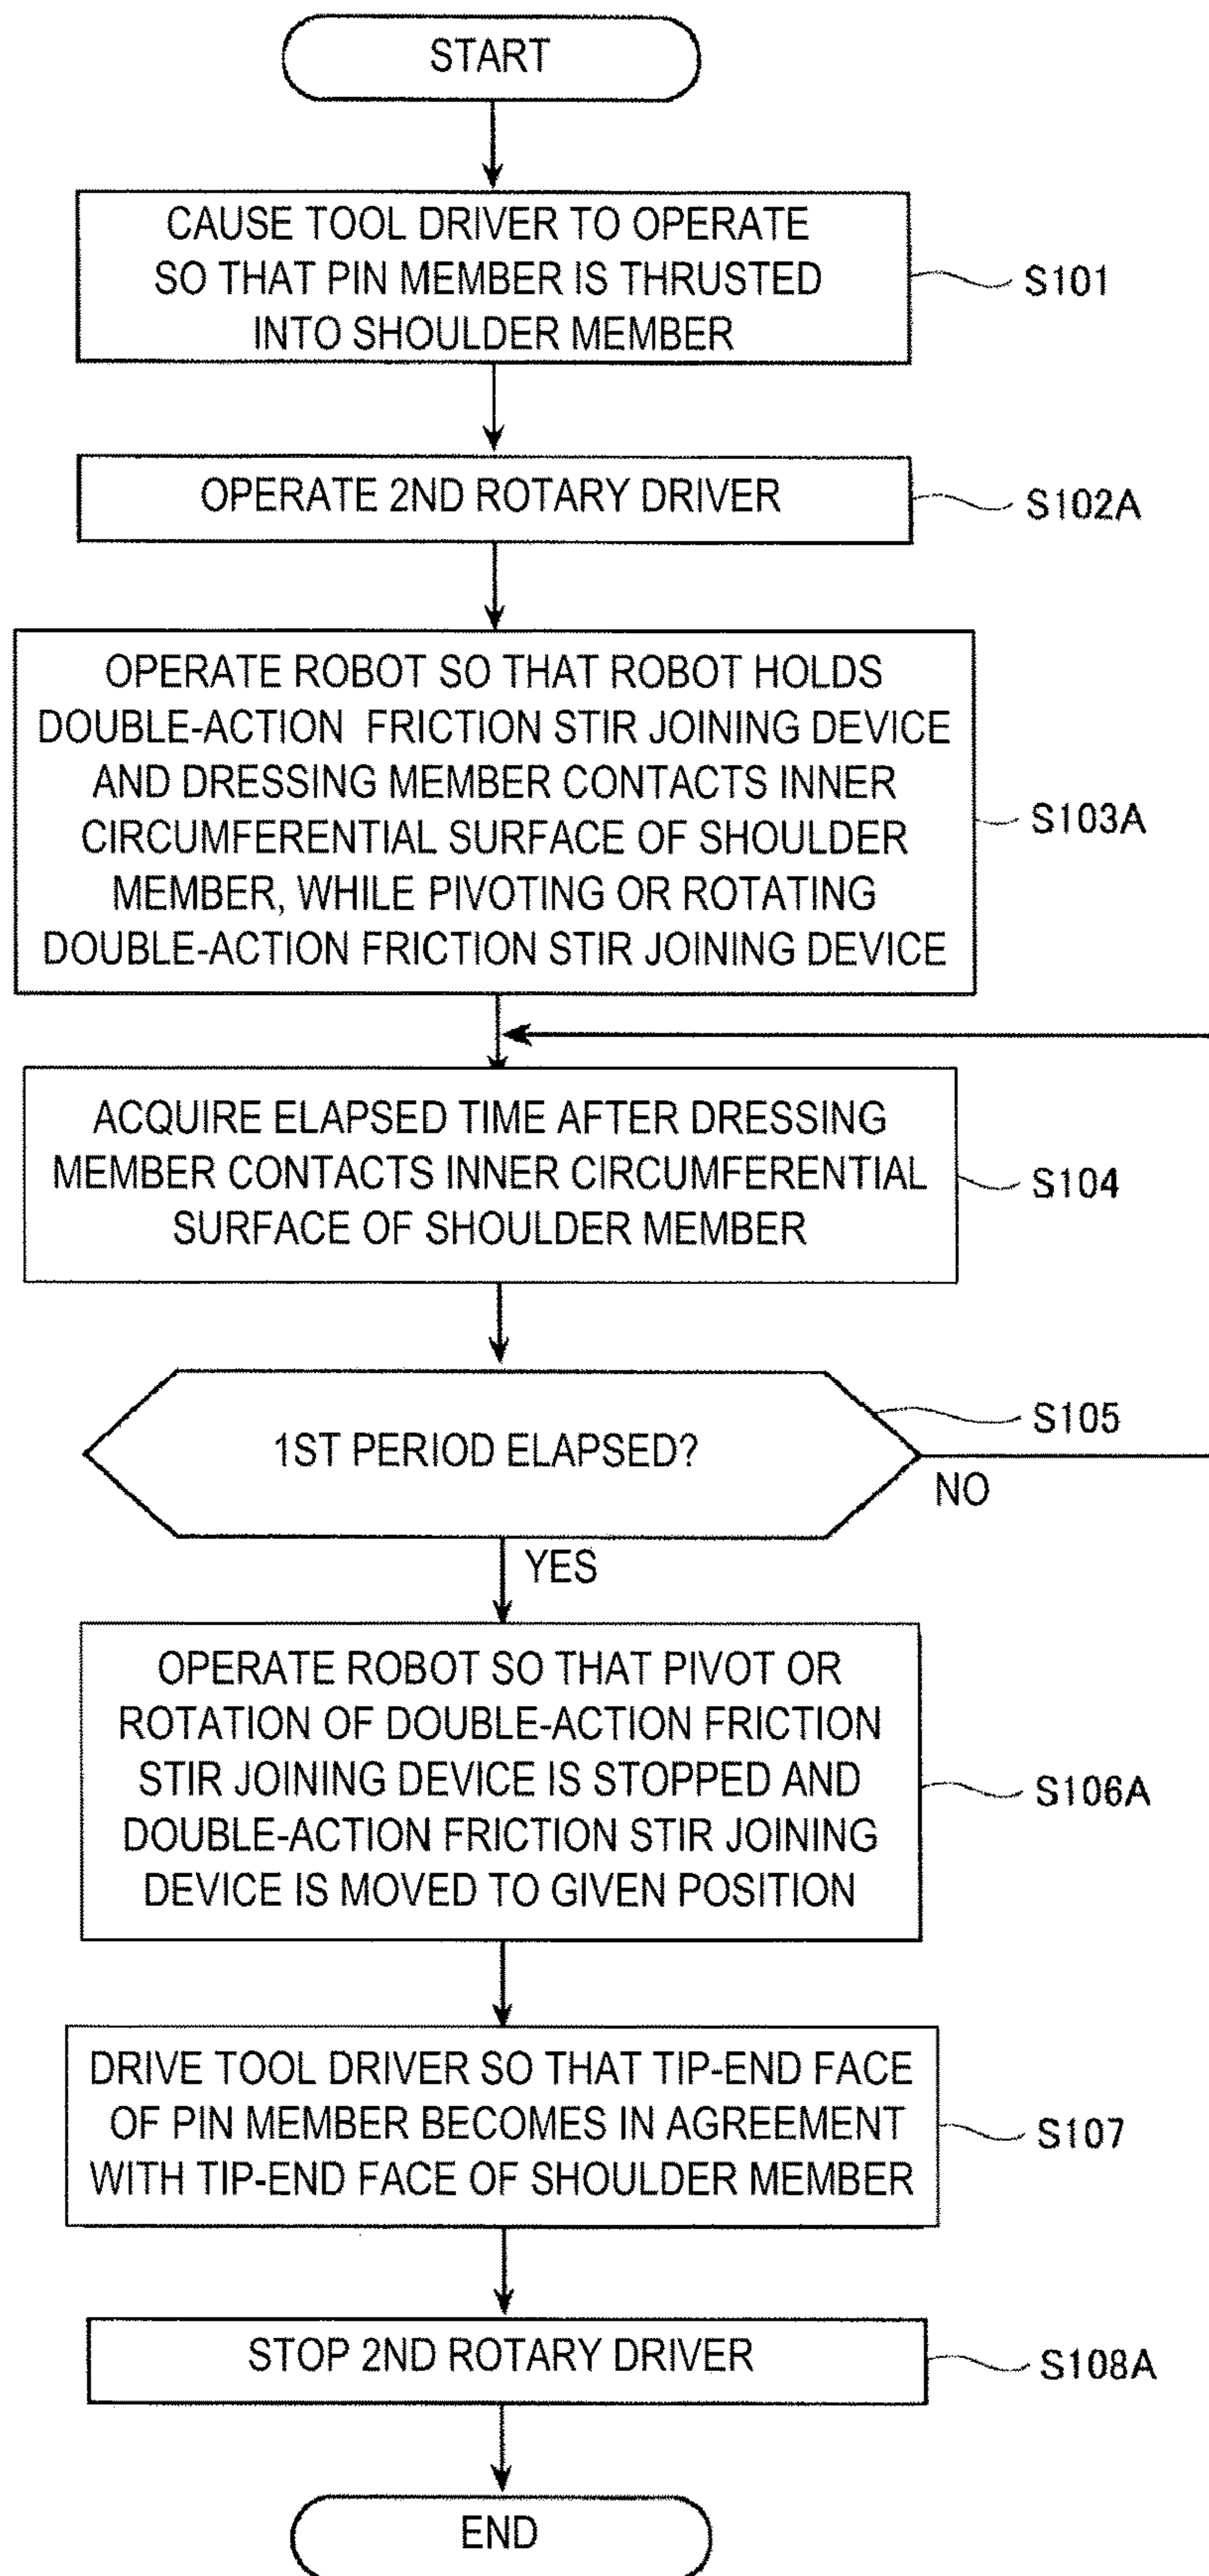 START
CAUSE TOOL DRIVER TO OPERATE
SO THAT PIN MEMBER IS THRUSTED
INTO SHOULDER MEMBER
S101
OPERATE 2ND ROTARY DRIVER
S102A
OPERATE ROBOT SO THAT ROBOT HOLDS
DOUBLE-ACTION FRICTION STIR JOINING DEVICE
AND DRESSING MEMBER CONTACTS INNER
CIRCUMFERENTIAL SURFACE OF SHOULDER
MEMBER, WHILE PIVOTING OR ROTATING
DOUBLE-ACTION FRICTION STIR JOINING DEVICE
S103A
ACQUIRE ELAPSED TIME AFTER DRESSING
MEMBER CONTACTS INNER CIRCUMFERENTIAL
SURFACE OF SHOULDER MEMBER
S104
1ST PERIOD ELAPSED?
S105
NO
YES
OPERATE ROBOT SO THAT PIVOT OR
ROTATION OF DOUBLE-ACTION FRICTION
STIR JOINING DEVICE IS STOPPED AND
DOUBLE-ACTION FRICTION STIR JOINING
DEVICE IS MOVED TO GIVEN POSITION
S106A
DRIVE TOOL DRIVER SO THAT TIP-END FACE
OF PIN MEMBER BECOMES IN AGREEMENT
WITH TIP-END FACE OF SHOULDER MEMBER
S107
STOP 2ND ROTARY DRIVER
S108A
END